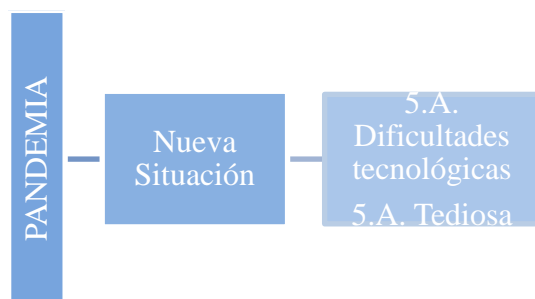 PANDEMIA
Nueva
Situación
5.A.
Dificultades
tecnológicas
5.A. Tediosa